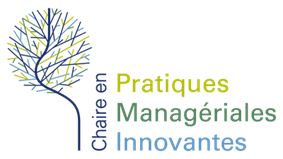 Chaire en
Pratiques
Managériales
Innovantes